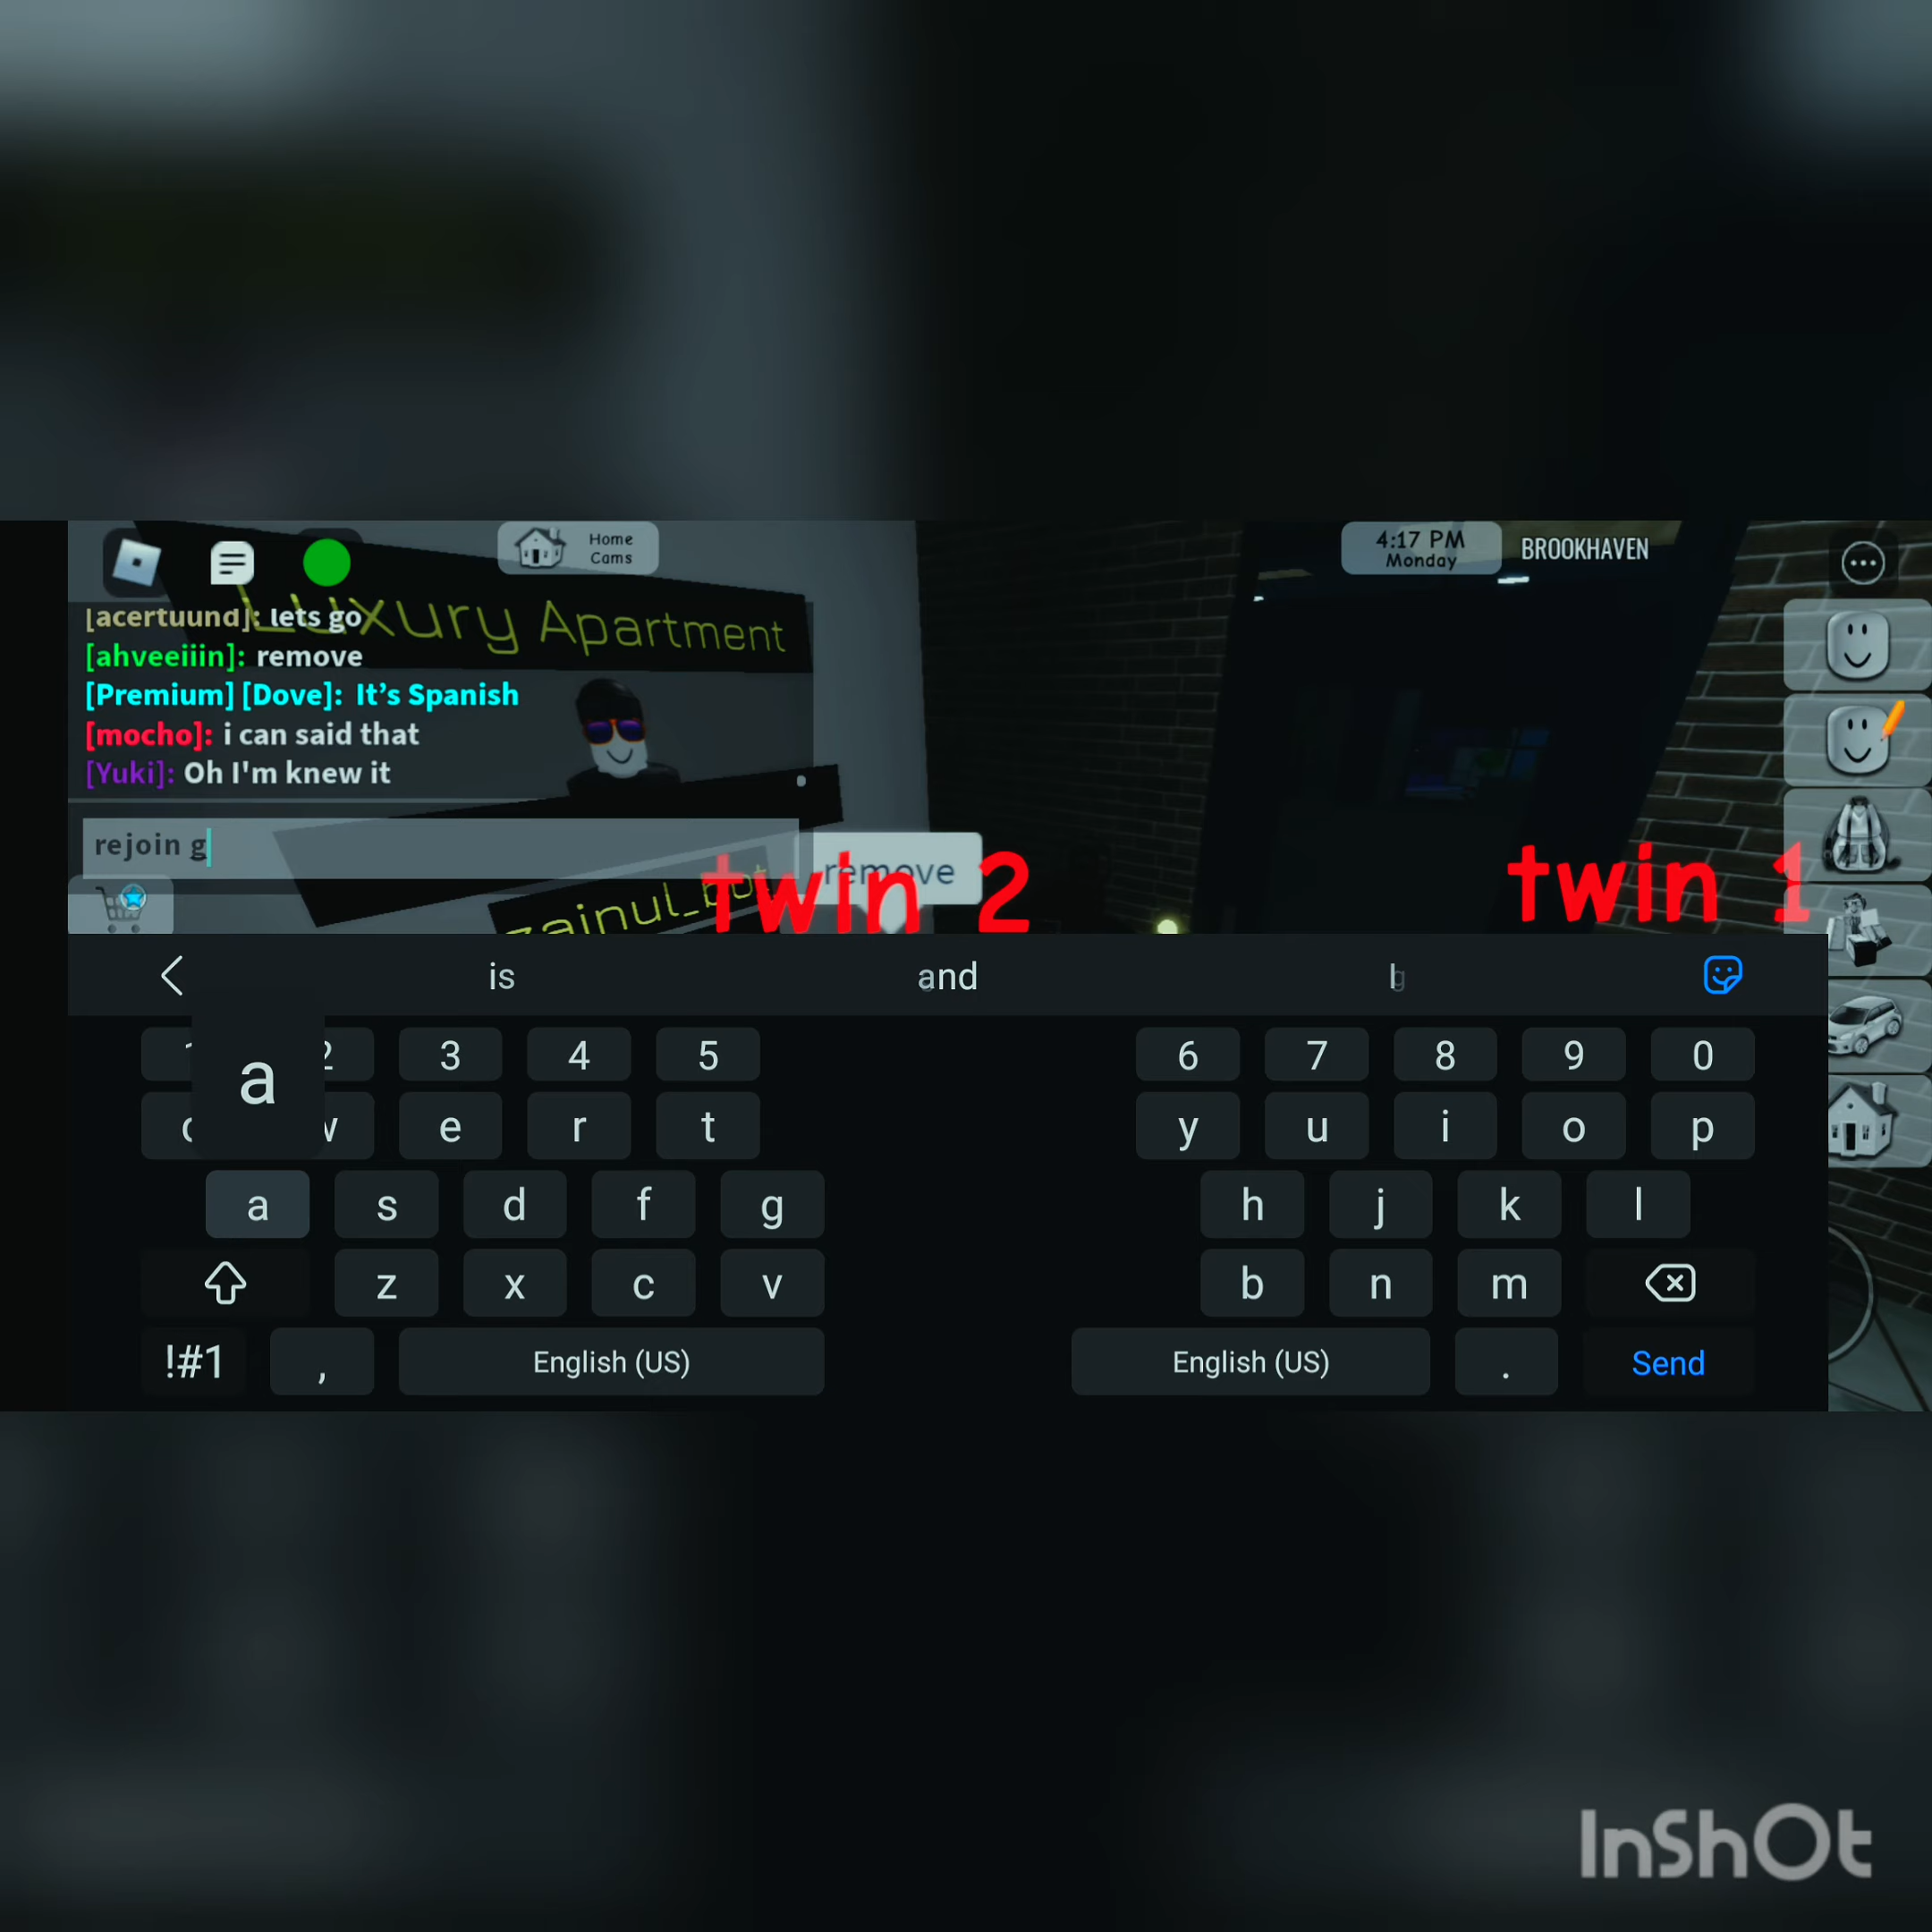 Home
Cams
4:17 PM
Monday
BROOKHAVEN
Luxury Apartment
[acertuund]: lets go
[ahveeiiin]: remove
[Premium] [Dove]: It's Spanish
[mocho]: i can said that
[Yuki]: Oh I'm knew it
rejoin g
remove
zainul_bot
twin 2
twin 1
is
and
a
3 4 5 6 7 8 9 0
e r t y u i o p
a s d f g h j k l
z x c v b n m
!#1 , English (US) English (US) . Send
InShOt